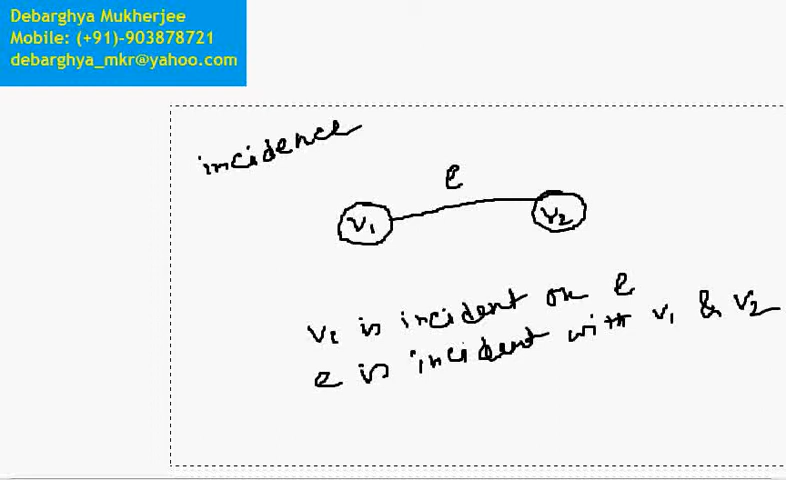 Debarghya Mukherjee
Mobile: (+91)-903878721
debarghya_mkr@yahoo.com
incidence
e
v1
v2
is incident on e
e is incident with v1 & v2